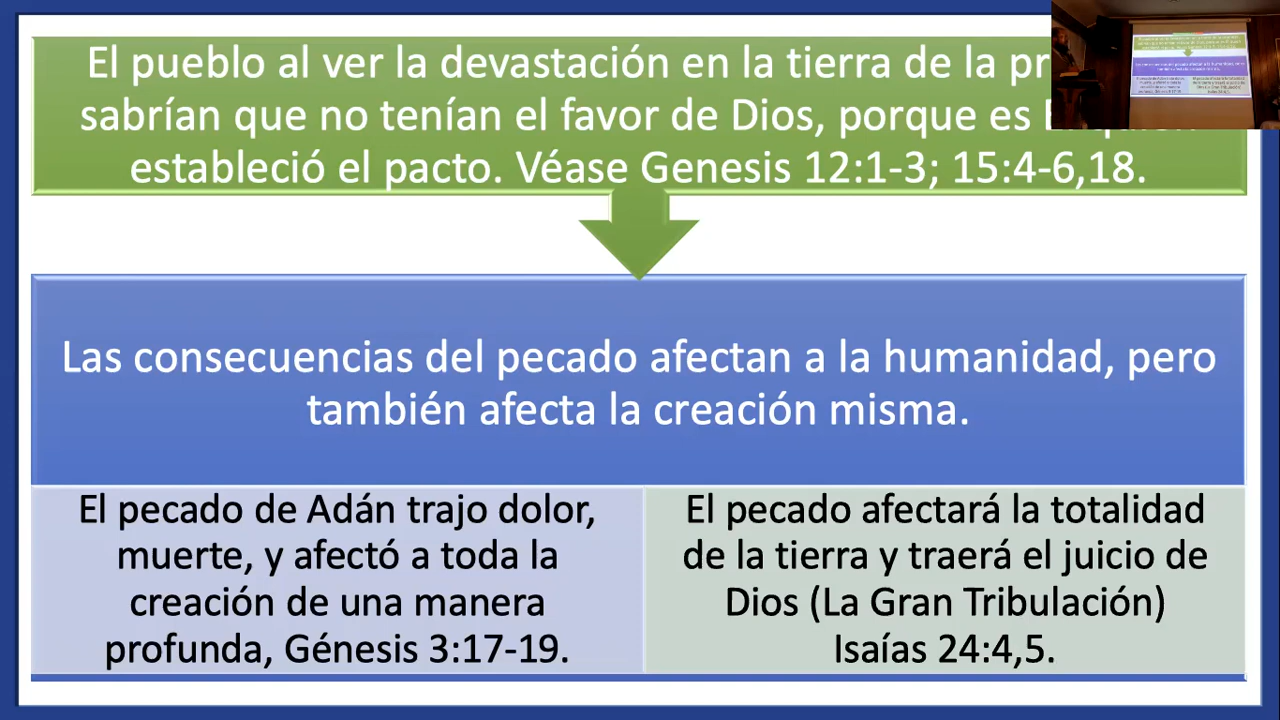 El pueblo al ver la devastación en la tierra de la
sabrían que no tenían el favor de Dios, porque es
estableció el pacto. Véase Genesis 12:1-3; 15:4-6,18.
Las consecuencias del pecado afectan a la humanidad, pero
también afecta la creación misma.
El pecado de Adán trajo dolor,
muerte, y afectó a toda la
creación de una manera
profunda, Génesis 3:17-19.
El pecado afectará la totalidad
de la tierra y traerá el juicio de
Dios (La Gran Tribulación)
Isaías 24:4,5.